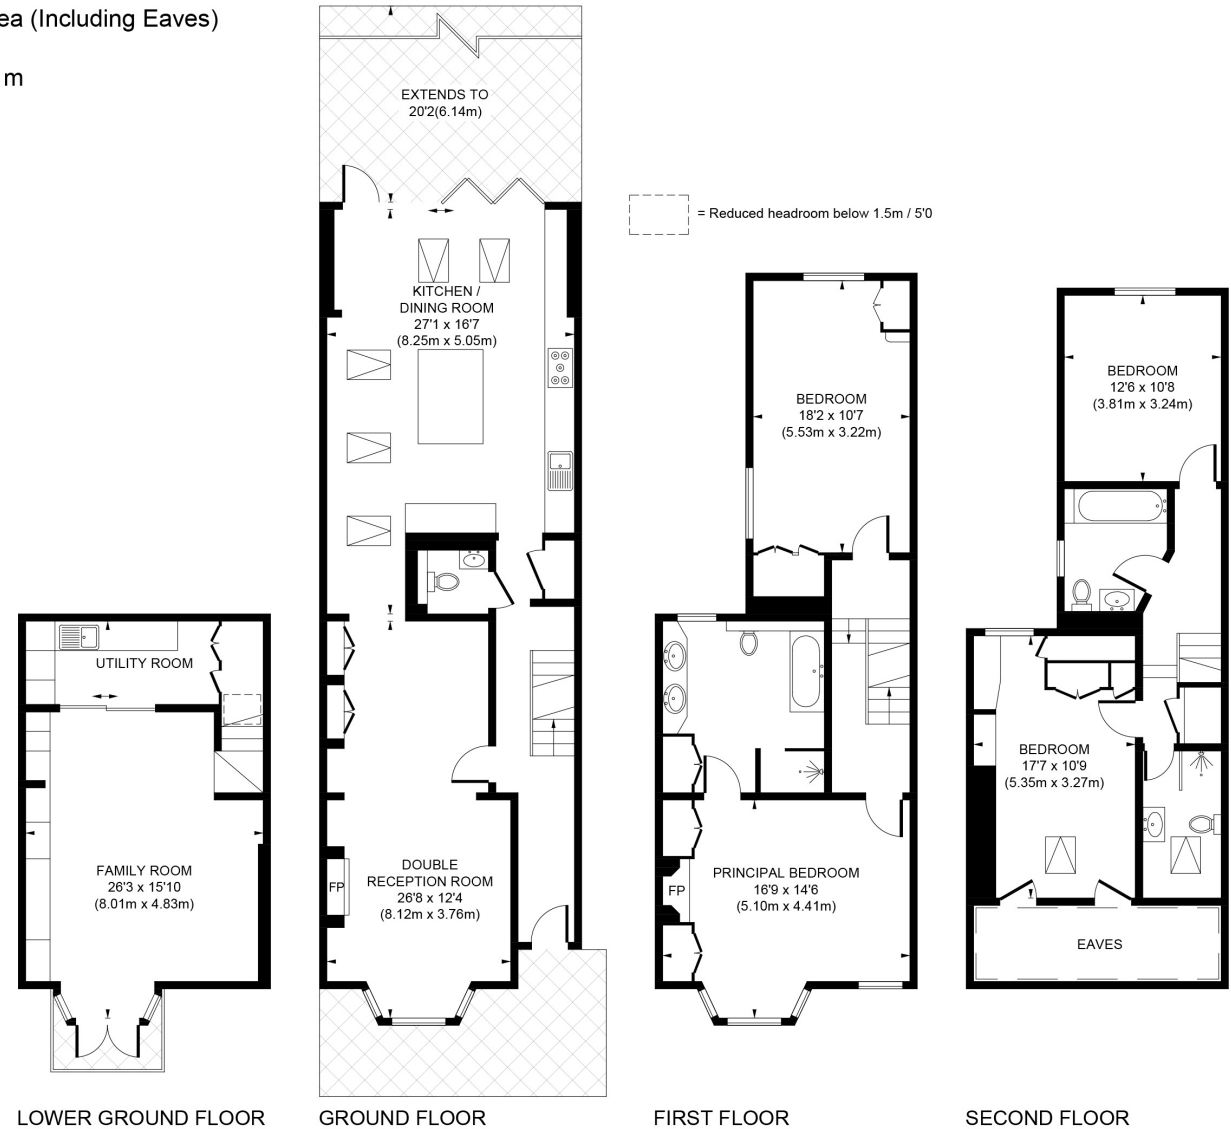 ea (Including Eaves)
m
EXTENDS TO
20'2(6.14m)
= Reduced headroom below 1.5m / 5'0
KITCHEN /
DINING ROOM
27'1 x 16'7
(8.25m x 5.05m)
BEDROOM
18'2 x 10'7
(5.53m x 3.22m)
BEDROOM
12'6 x 10'8
(3.81m x 3.24m)
UTILITY ROOM
FAMILY ROOM
26'3 x 15'10
(8.01m x 4.83m)
FP
DOUBLE
RECEPTION ROOM
26'8 x 12'4
(8.12m x 3.76m)
FP
PRINCIPAL BEDROOM
16'9 x 14'6
(5.10m x 4.41m)
BEDROOM
17'7 x 10'9
(5.35m x 3.27m)
EAVES
LOWER GROUND FLOOR
GROUND FLOOR
FIRST FLOOR
SECOND FLOOR